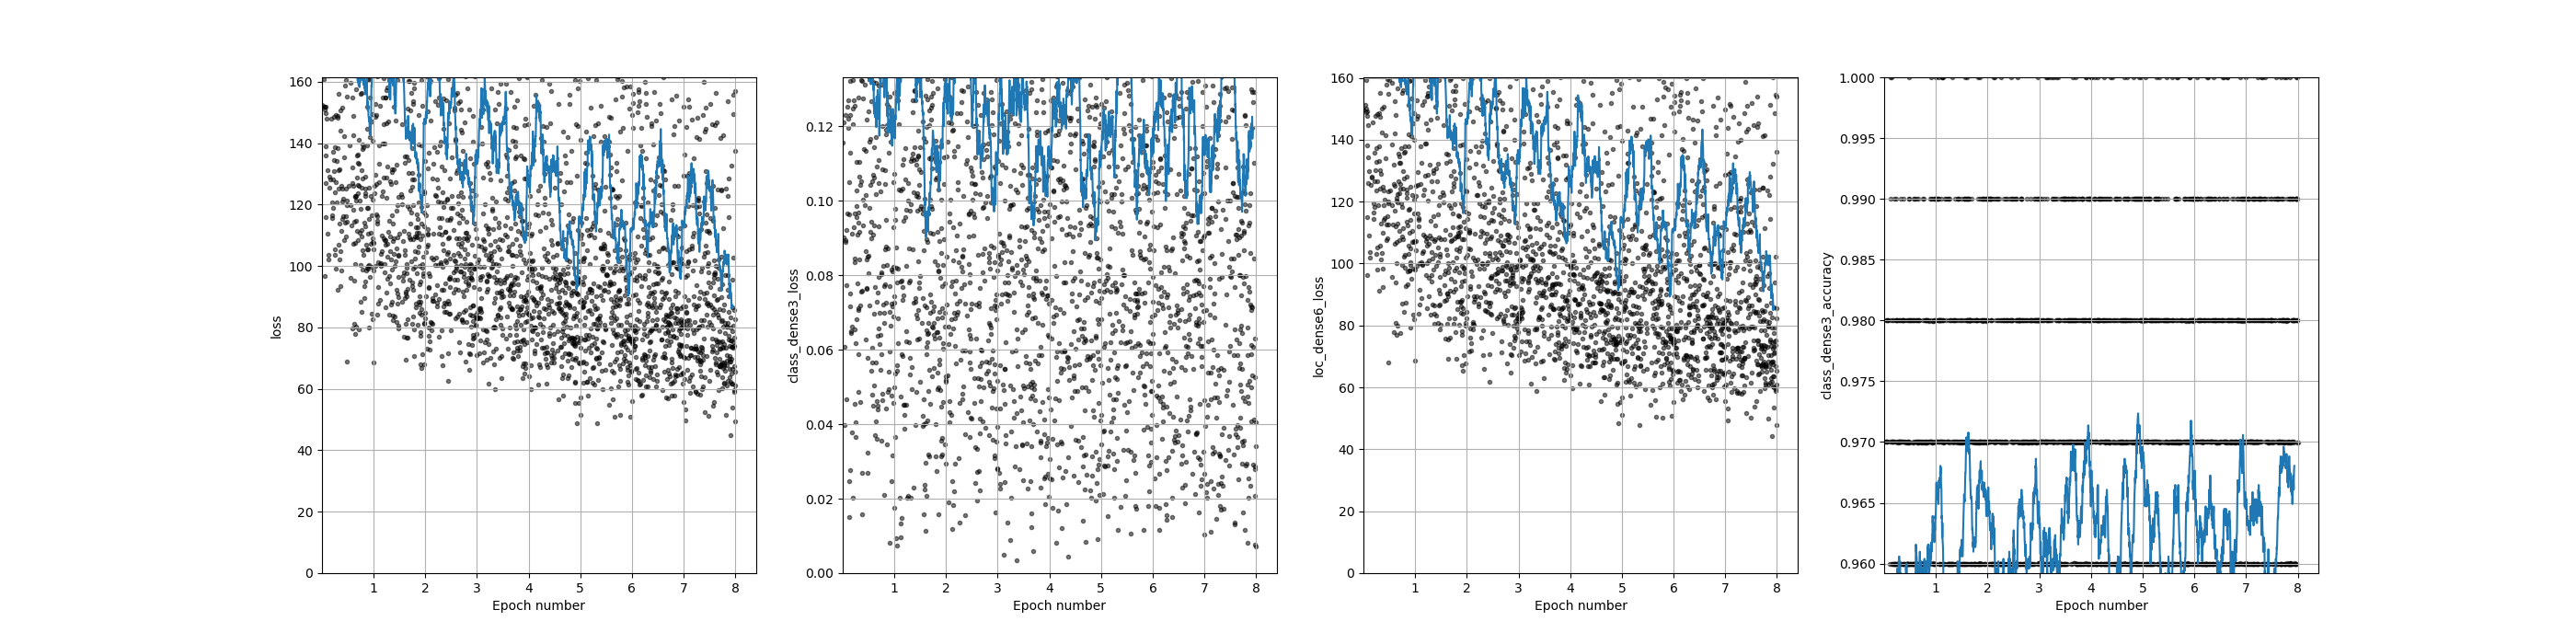 loss
160
140
120
100
80
60
40
20
0
1 2 3 4 5 6 7 8
Epoch number
class_dense3_loss
0.12
0.10
0.08
0.06
0.04
0.02
0.00
1 2 3 4 5 6 7 8
Epoch number
loc_dense6_loss
160
140
120
100
80
60
40
20
0
1 2 3 4 5 6 7 8
Epoch number
class_dense3_accuracy
1.000
0.995
0.990
0.985
0.980
0.975
0.970
0.965
0.960
1 2 3 4 5 6 7 8
Epoch number